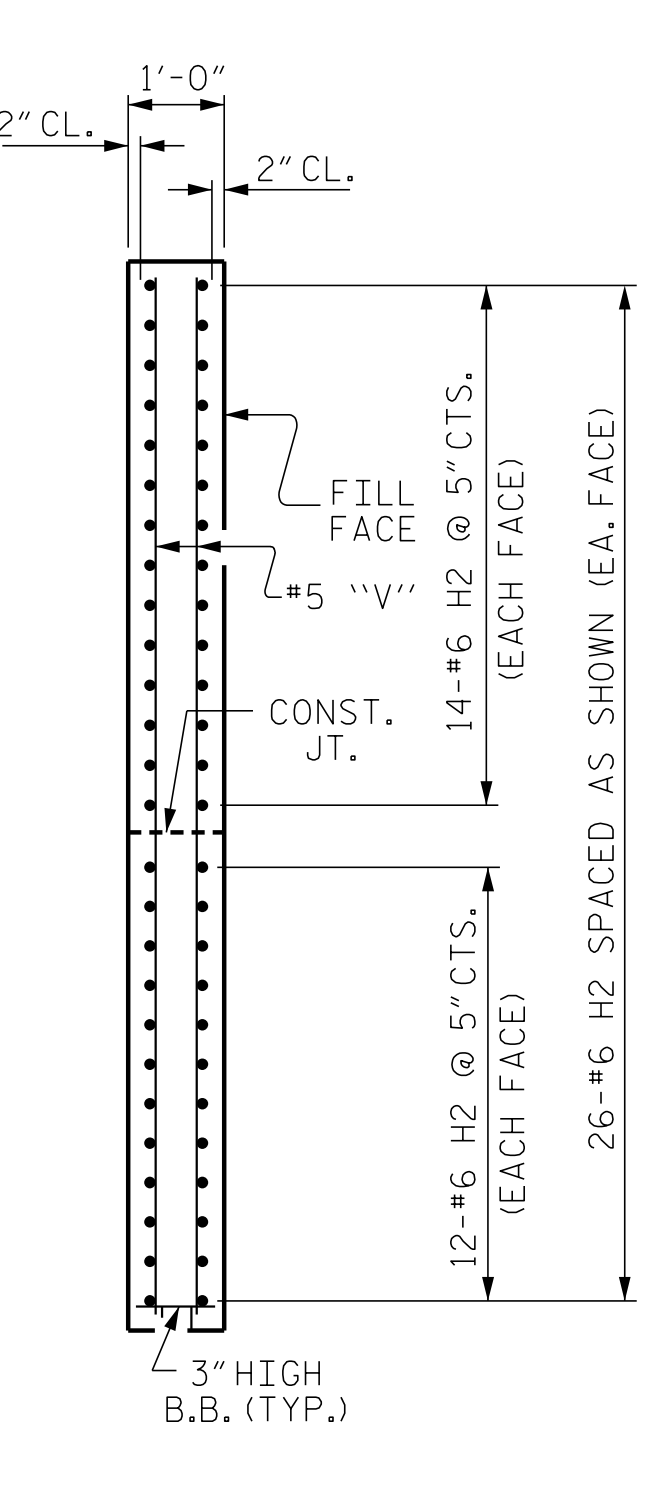 1'-0"
2" CL.
2" CL.
FILL
FACE
#5 "V"
CONST.
JT.
14-#6 H2 @ 5" CTS.
(EACH FACE)
26-#6 H2 SPACED AS SHOWN (EA. FACE)
12-#6 H2 @ 5" CTS.
(EACH FACE)
3" HIGH
B.B. (TYP.)